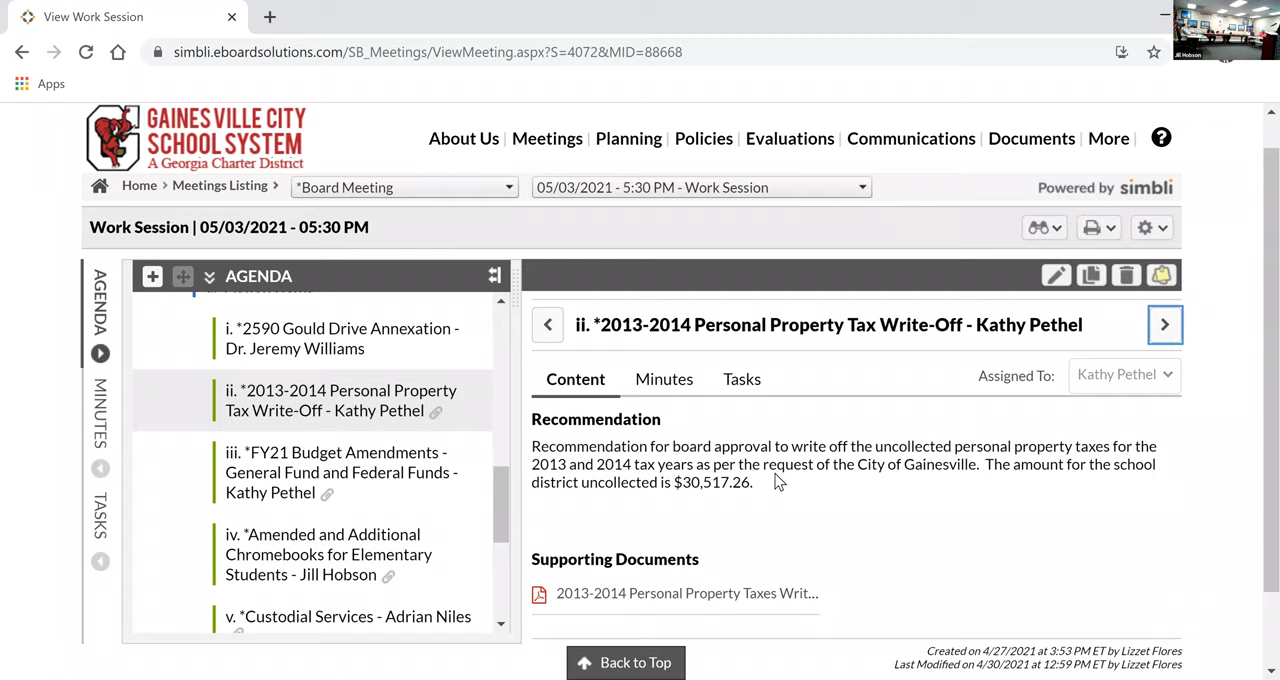 View Work Session
simbli.eboardsolutions.com/SB_Meetings/ViewMeeting.aspx?S=4072&MID=88668
Apps
Jill Hobson
GAINESVILLE CITY
SCHOOL SYSTEM
A Georgia Charter District
About Us | Meetings | Planning | Policies | Evaluations | Communications | Documents | More |
Home > Meetings Listing > *Board Meeting 05/03/2021 - 5:30 PM - Work Session Powered by simbli
Work Session | 05/03/2021 - 05:30 PM
AGENDA
MINUTES
TASKS
AGENDA
i. *2590 Gould Drive Annexation -
Dr. Jeremy Williams
ii. *2013-2014 Personal Property
Tax Write-Off - Kathy Pethel
iii. *FY21 Budget Amendments -
General Fund and Federal Funds -
Kathy Pethel
iv. *Amended and Additional
Chromebooks for Elementary
Students - Jill Hobson
v. *Custodial Services - Adrian Niles
ii. *2013-2014 Personal Property Tax Write-Off - Kathy Pethel
Content Minutes Tasks Assigned To: Kathy Pethel
Recommendation
Recommendation for board approval to write off the uncollected personal property taxes for the
2013 and 2014 tax years as per the request of the City of Gainesville. The amount for the school
district uncollected is $30,517.26.
Supporting Documents
2013-2014 Personal Property Taxes Writ...
Created on 4/27/2021 at 3:53 PM ET by Lizzet Flores
Last Modified on 4/30/2021 at 12:59 PM ET by Lizzet Flores
Back to Top